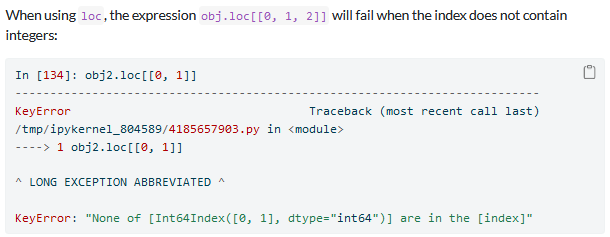 When using loc, the expression obj.loc[[0, 1, 2]] will fail when the index does not contain
integers:
In [134]: obj2.loc[[0, 1]]
---------------------------------------------------------------------------
KeyError                                  Traceback (most recent call last)
/tmp/ipykernel_804589/4185657903.py in <module>
----> 1 obj2.loc[[0, 1]]
^ LONG EXCEPTION ABBREVIATED ^
KeyError: "None of [Int64Index([0, 1], dtype="int64")] are in the [index]"